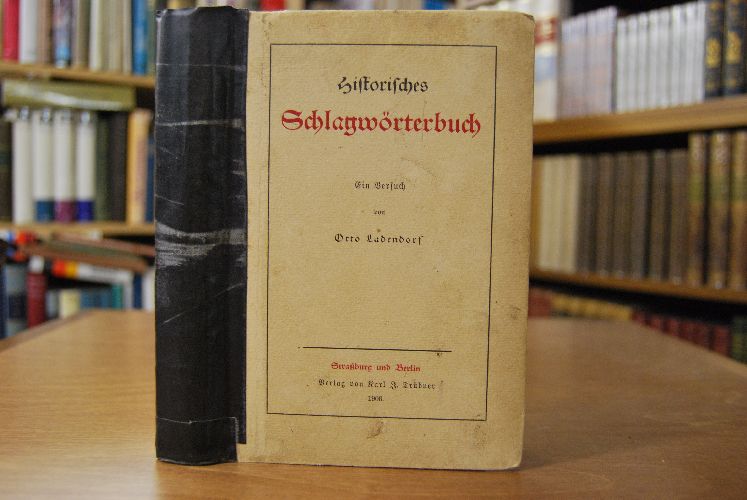 Historisches
Schlagwörterbuch
Ein Versuch
von
Otto Ladendorf
Straßburg und Berlin
Verlag von Karl J. Trübner
1906.